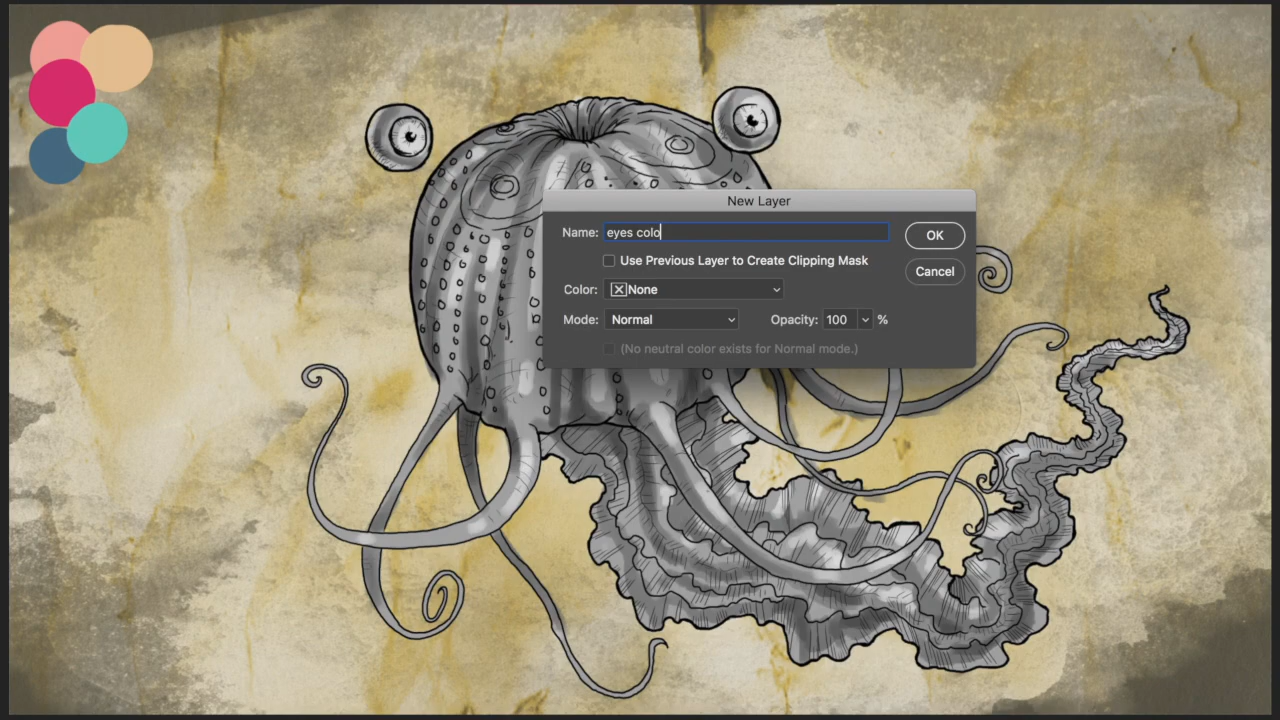 New Layer
Name: eyes colo
OK
Use Previous Layer to Create Clipping Mask
Cancel
Color: None
Mode: Normal Opacity: 100 %
(No neutral color exists for Normal mode.)